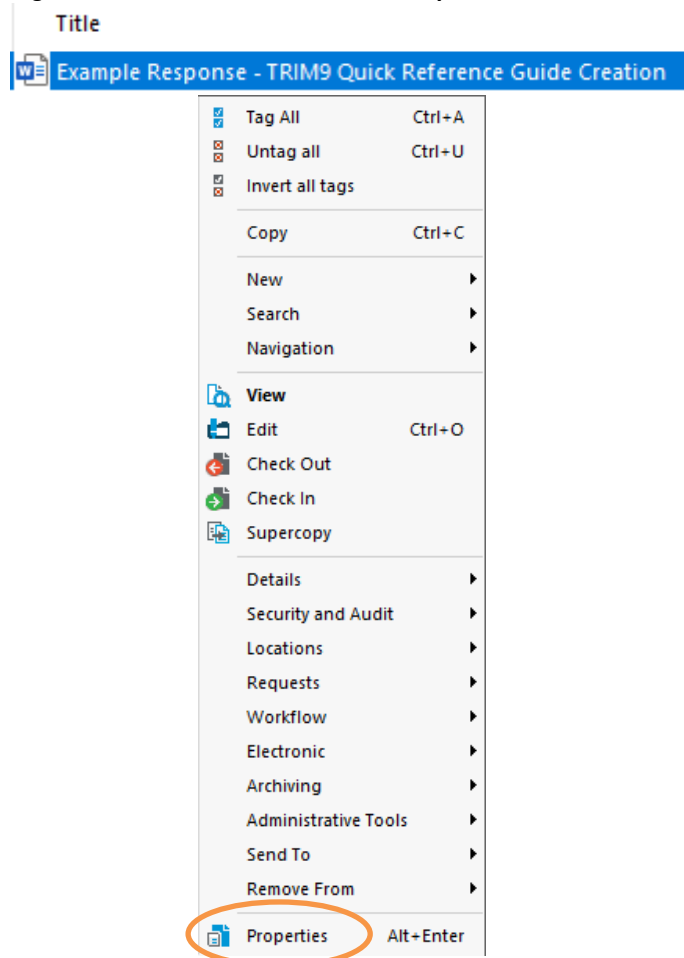 Title
Example Response - TRIM9 Quick Reference Guide Creation
Tag All Ctrl+A
Untag all Ctrl+U
Invert all tags
Copy Ctrl+C
New
Search
Navigation
View
Edit Ctrl+O
Check Out
Check In
Supercopy
Details
Security and Audit
Locations
Requests
Workflow
Electronic
Archiving
Administrative Tools
Send To
Remove From
Properties Alt+Enter